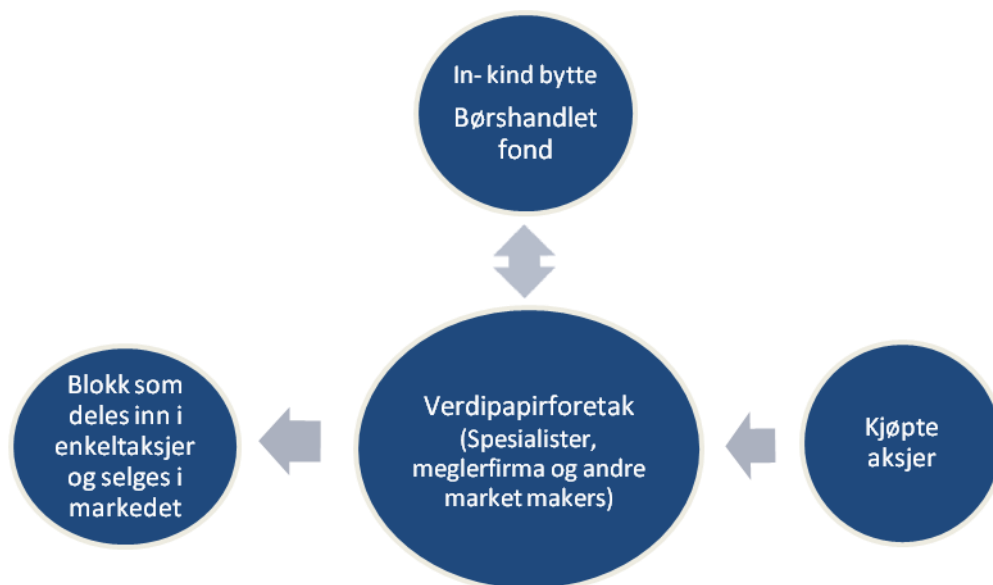 In- kind bytte
Børshandlet
fond
Blokk som
deles inn i
enkeltaksjer
og selges i
markedet
Verdipapirforetak
(Spesialister,
meglerfirma og andre
market makers)
Kjøpte
aksjer